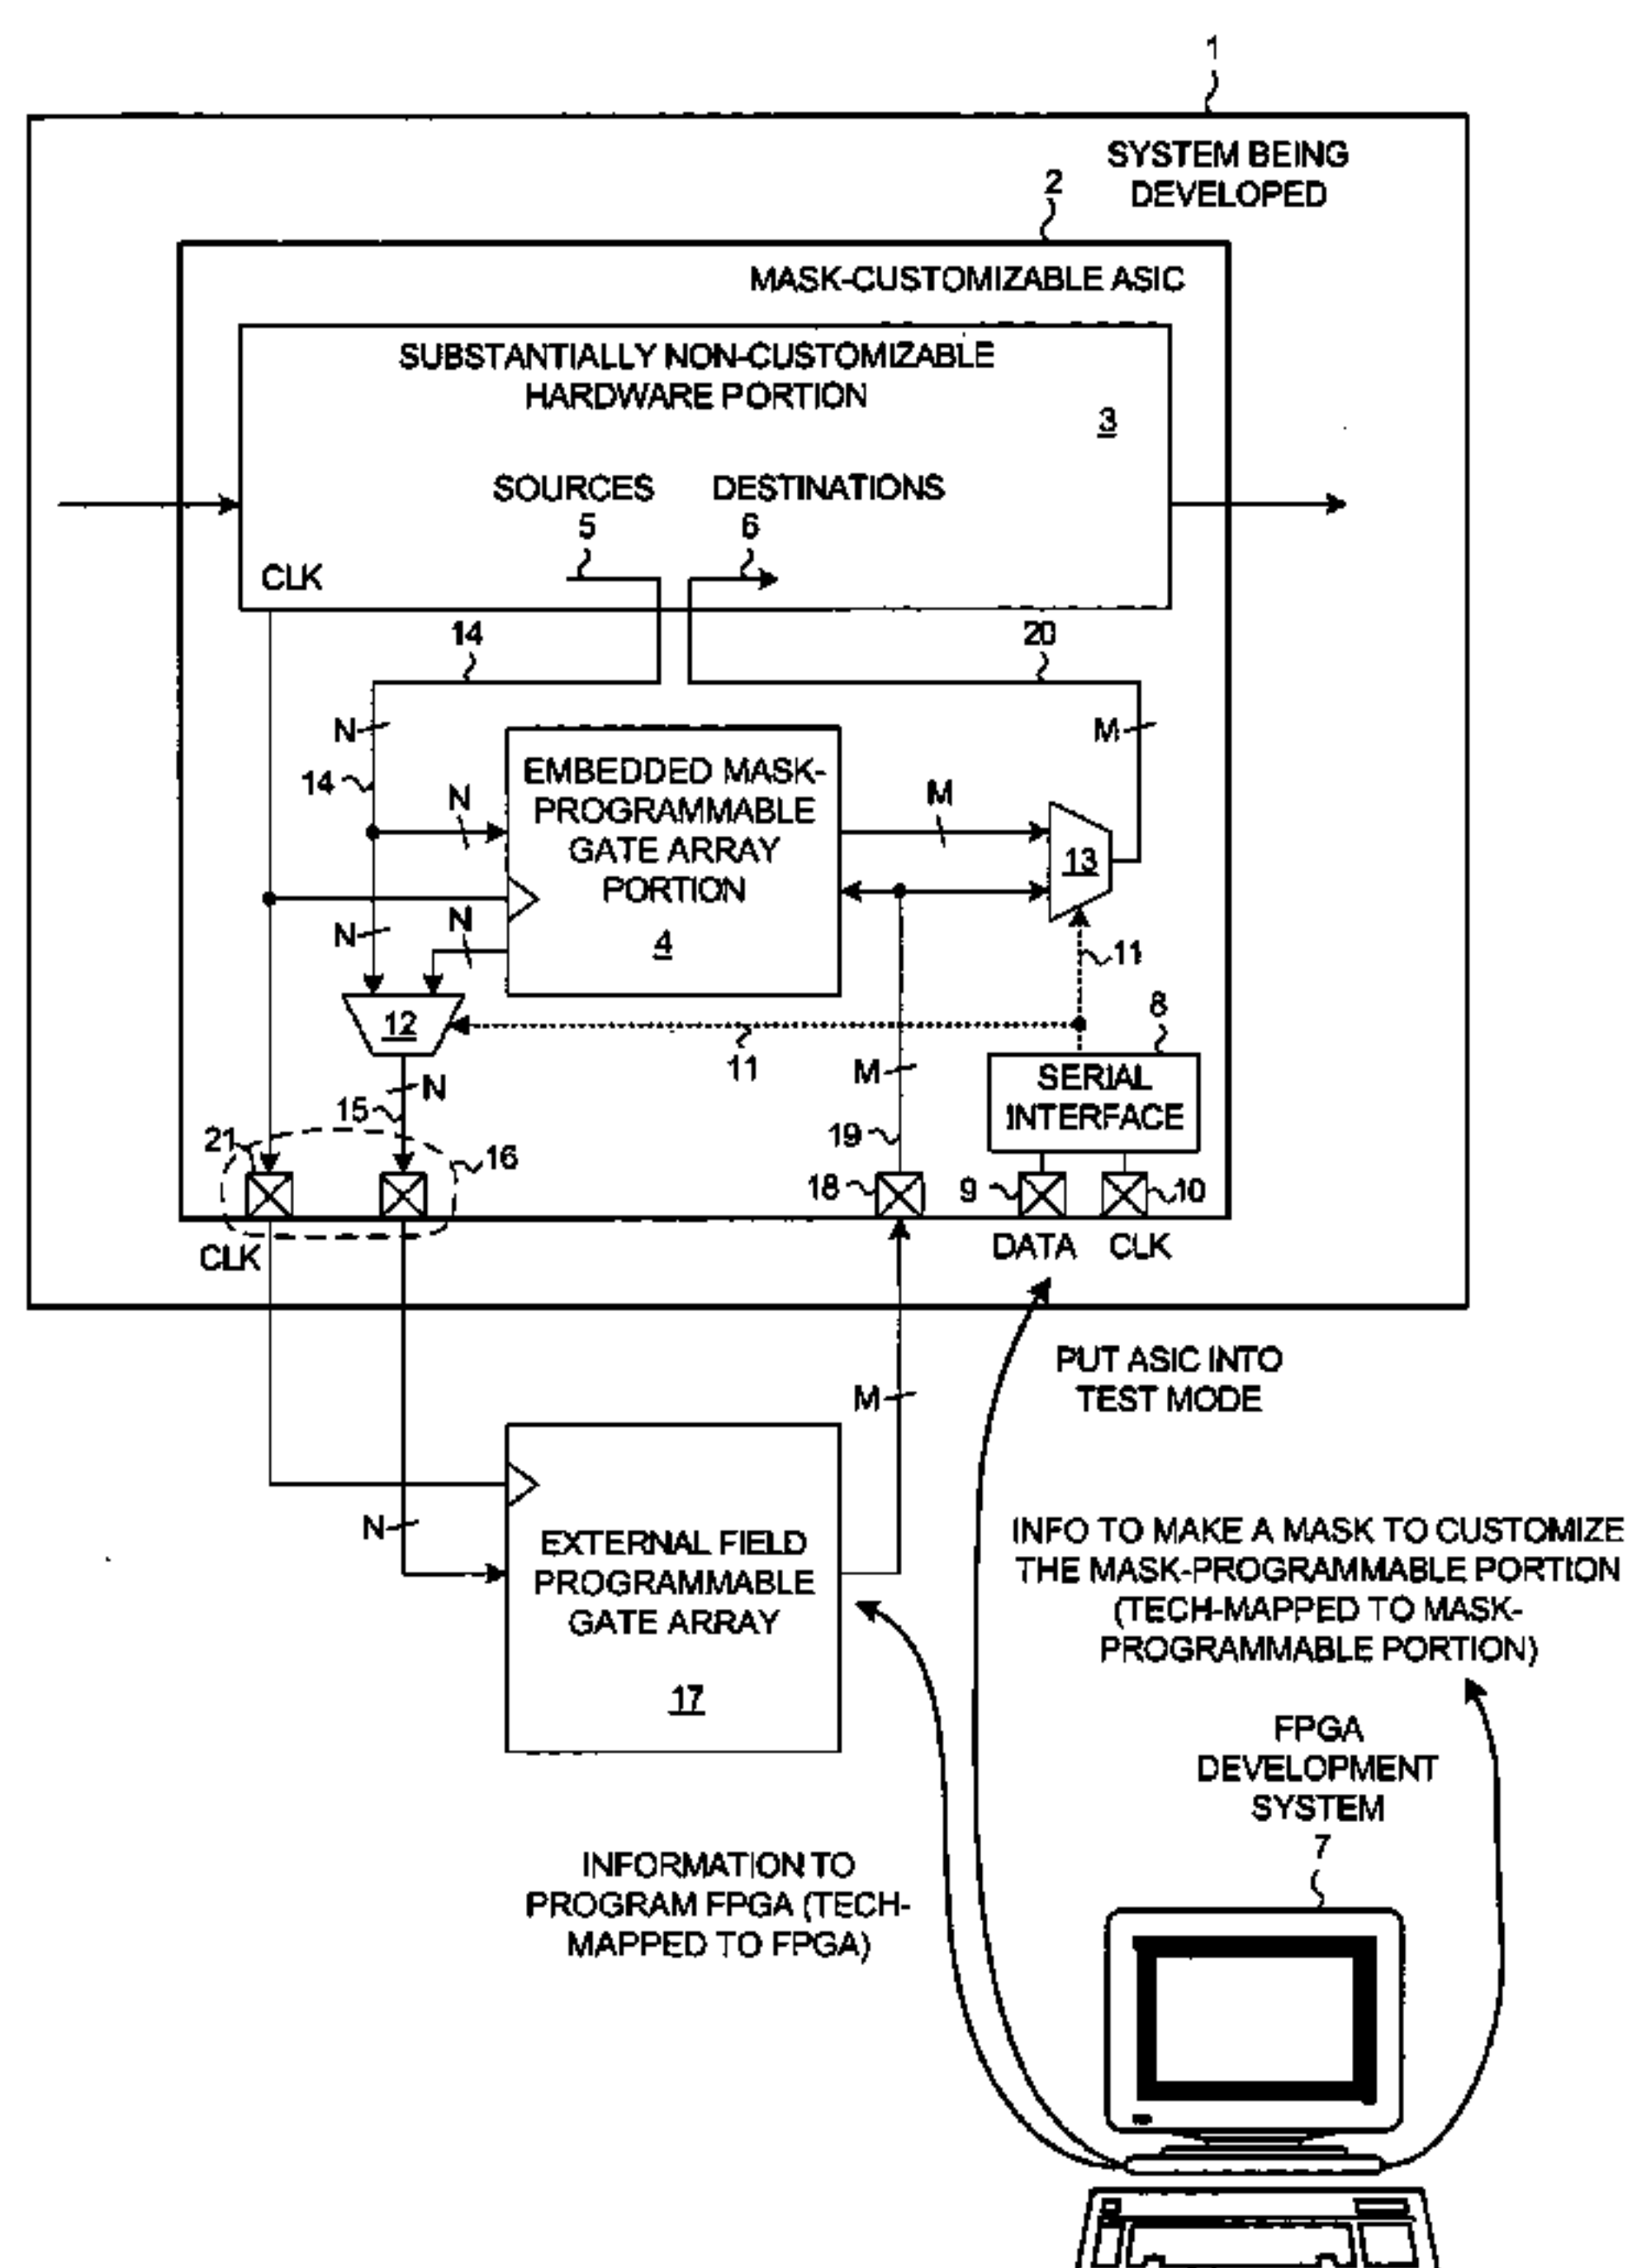 1
SYSTEM BEING
DEVELOPED
2
MASK-CUSTOMIZABLE ASIC
SUBSTANTIALLY NON-CUSTOMIZABLE
HARDWARE PORTION
3
SOURCES
DESTINATIONS
5
6
CLK
14
20
N
M
EMBEDDED MASK-
PROGRAMMABLE
GATE ARRAY
PORTION
4
14
N
M
13
N
N
11
12
11
8
SERIAL
INTERFACE
N
M
15
21
16
19
18
9
10
CLK
DATA
CLK
PUT ASIC INTO
TEST MODE
M
N
EXTERNAL FIELD
PROGRAMMABLE
GATE ARRAY
17
INFO TO MAKE A MASK TO CUSTOMIZE
THE MASK-PROGRAMMABLE PORTION
(TECH-MAPPED TO MASK-
PROGRAMMABLE PORTION)
FPGA
DEVELOPMENT
SYSTEM
7
INFORMATION TO
PROGRAM FPGA (TECH-
MAPPED TO FPGA)